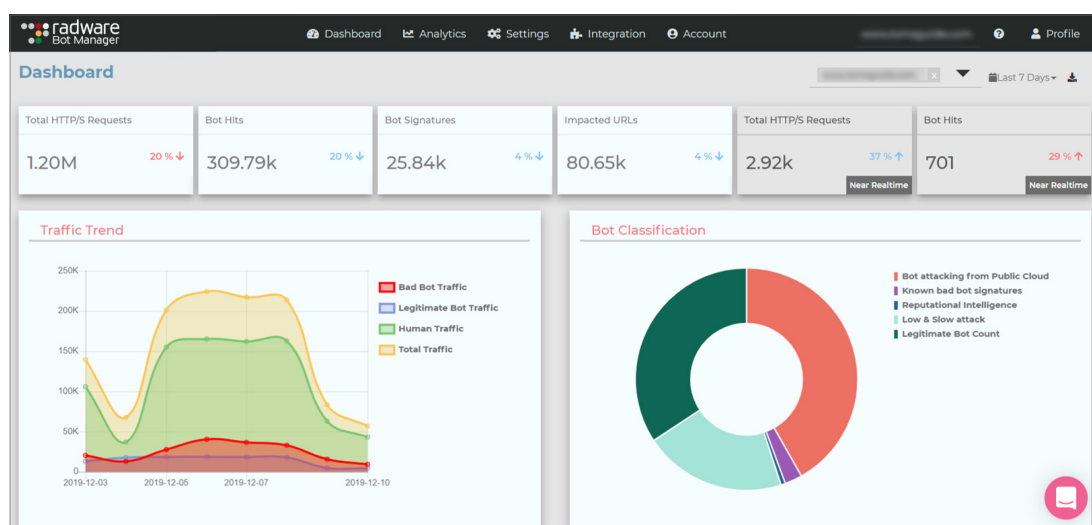 radware
Bot Manager
Dashboard
Analytics
Settings
Integration
Account
?
Profile
Dashboard
x
Last 7 Days
Total HTTP/S Requests
1.20M
20 %
Bot Hits
309.79k
20 %
Bot Signatures
25.84k
4 %
Impacted URLs
80.65k
4 %
Total HTTP/S Requests
2.92k
37 %
Near Realtime
Bot Hits
701
29 %
Near Realtime
Traffic Trend
250K
200K
150K
100K
50K
0
2019-12-03
2019-12-05
2019-12-07
2019-12-10
Bad Bot Traffic
Legitimate Bot Traffic
Human Traffic
Total Traffic
Bot Classification
Bot attacking from Public Cloud
Known bad bot signatures
Reputational Intelligence
Low & Slow attack
Legitimate Bot Count